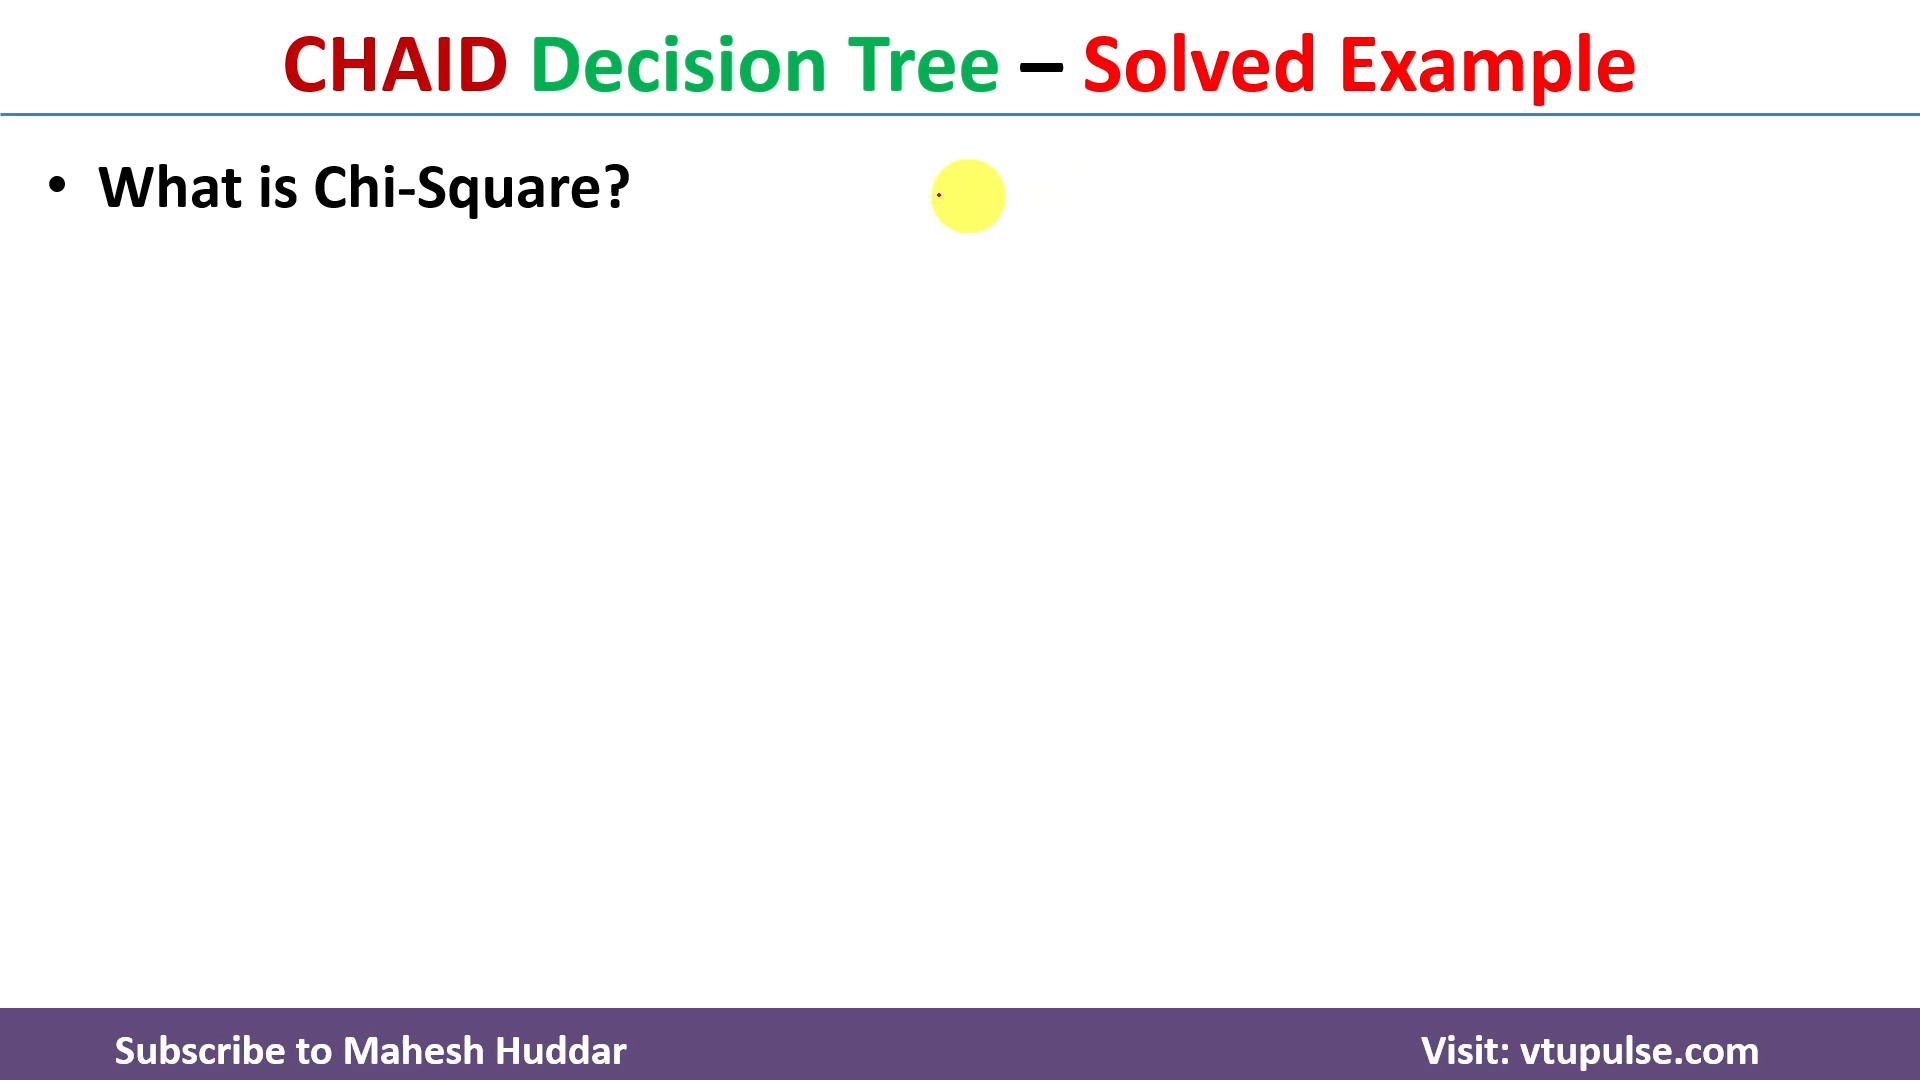 CHAID Decision Tree – Solved Example
• What is Chi-Square?
Subscribe to Mahesh Huddar
Visit: vtupulse.com